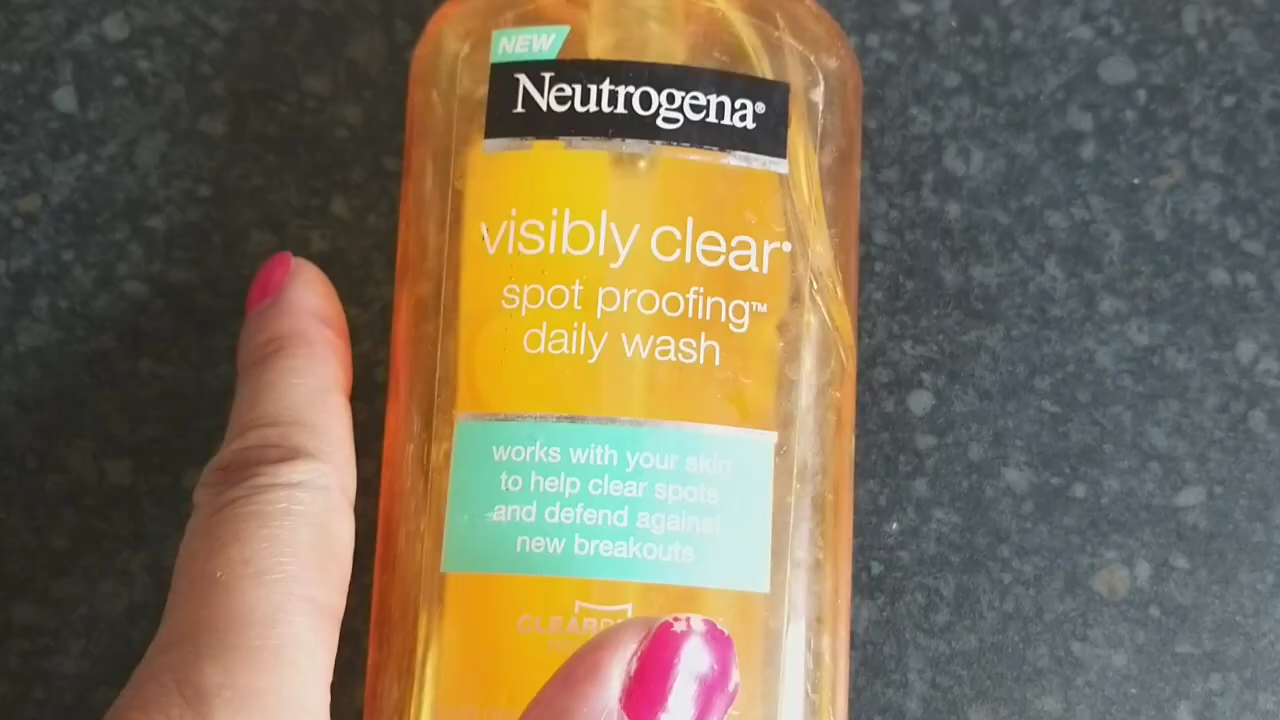 NEW
Neutrogena®
visibly clear®
spot proofing™
daily wash
works with your skin
to help clear spots
and defend against
new breakouts